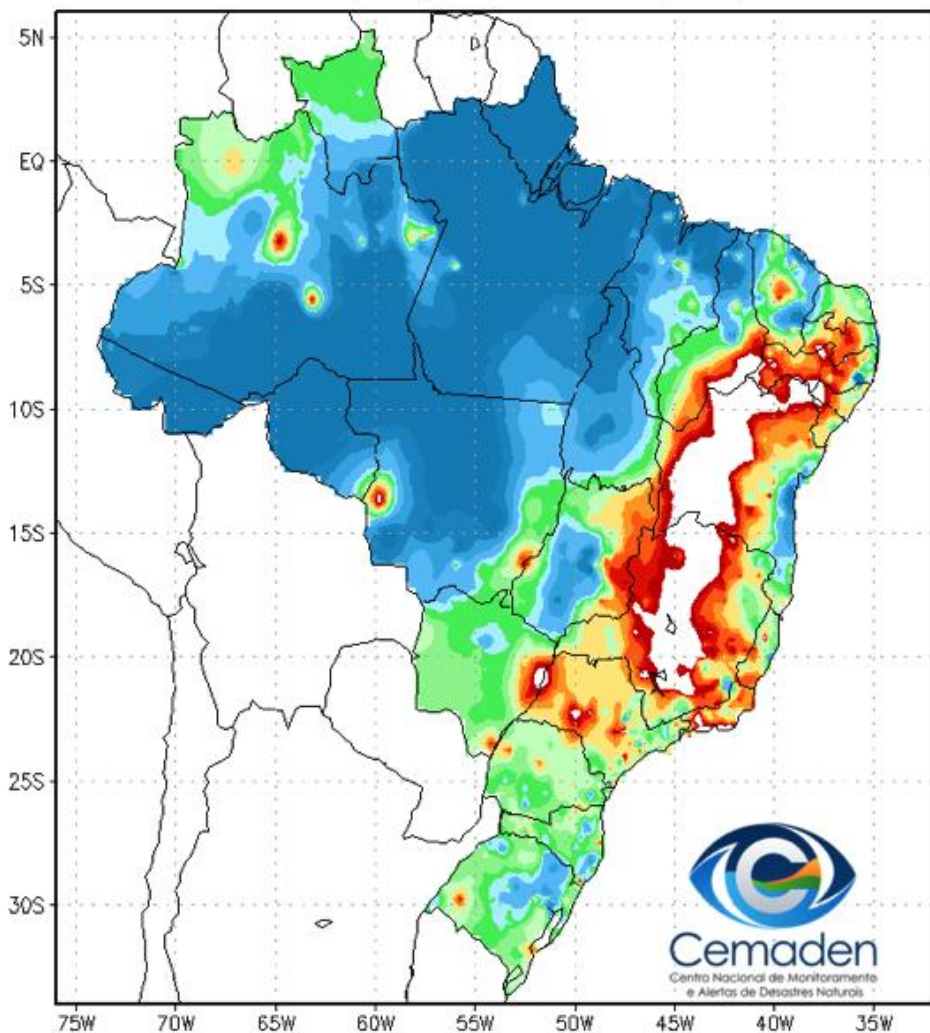 5N
EQ
5S
10S
15S
20S
25S
30S
75W 70W 65W 60W 55W 50W 45W 40W 35W
Cemaden
Centro Nacional de Monitoramento
e Alertas de Desastres Naturais